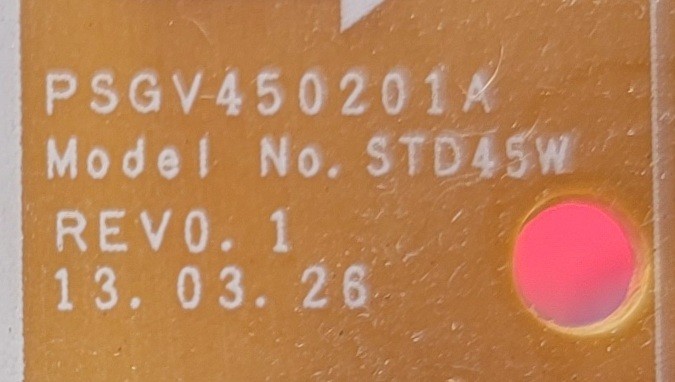 PSGV450201A
Model No. STD45W
REV0. 1
13. 03. 26